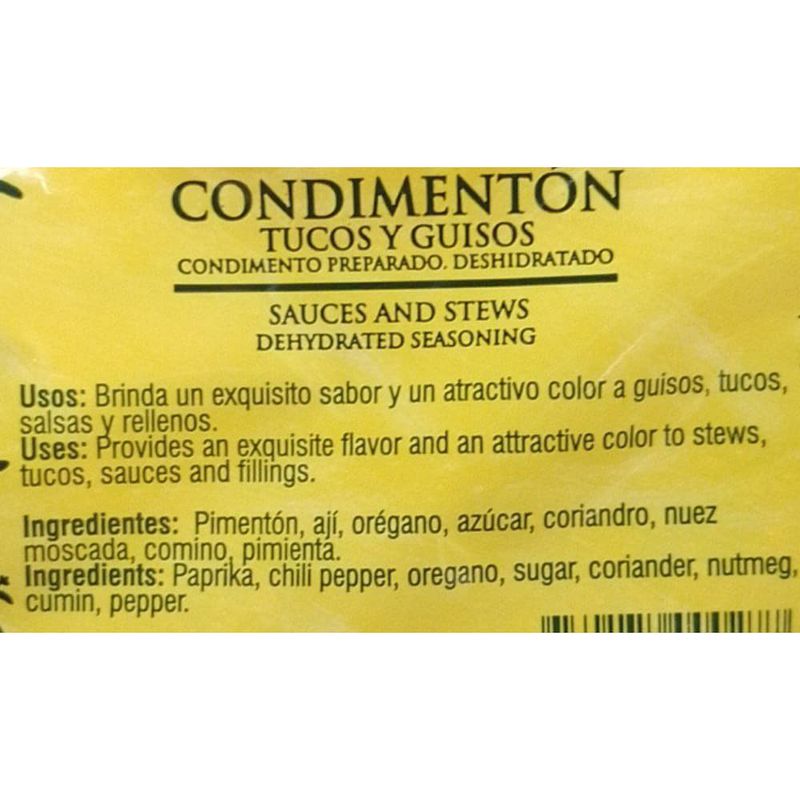 CONDIMENTÓN
TUCOS Y GUISOS
CONDIMENTO PREPARADO. DESHIDRATADO
SAUCES AND STEWS
DEHYDRATED SEASONING
Usos: Brinda un exquisito sabor y un atractivo color a guisos, tucos,
salsas y rellenos.
Uses: Provides an exquisite flavor and an attractive color to stews,
tucos, sauces and fillings.
Ingredientes: Pimentón, ají, orégano, azúcar, coriandro, nuez
moscada, comino, pimienta.
Ingredients: Paprika, chili pepper, oregano, sugar, coriander, nutmeg,
cumin, pepper.